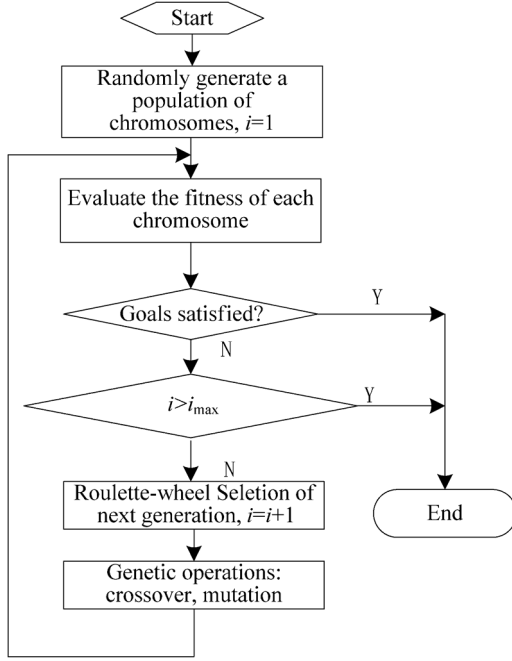 Start
Randomly generate a
population of
chromosomes, i=1
Evaluate the fitness of each
chromosome
Goals satisfied?
Y
N
i>imax
Y
N
Roulette-wheel Seletion of
next generation, i=i+1
End
Genetic operations:
crossover, mutation